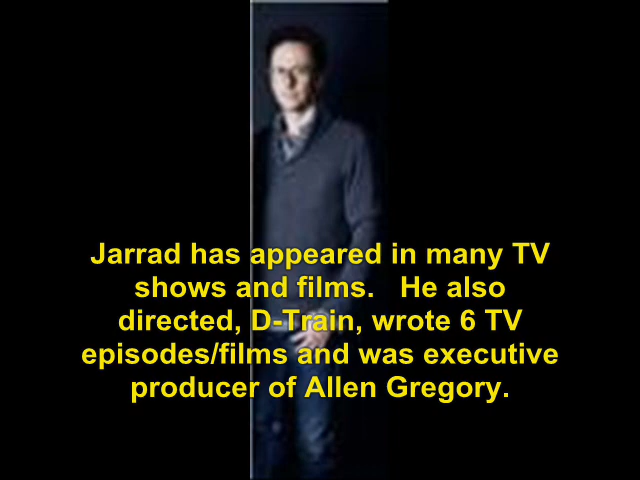 Jarrad has appeared in many TV
shows and films.   He also
directed, D-Train, wrote 6 TV
episodes/films and was executive
producer of Allen Gregory.